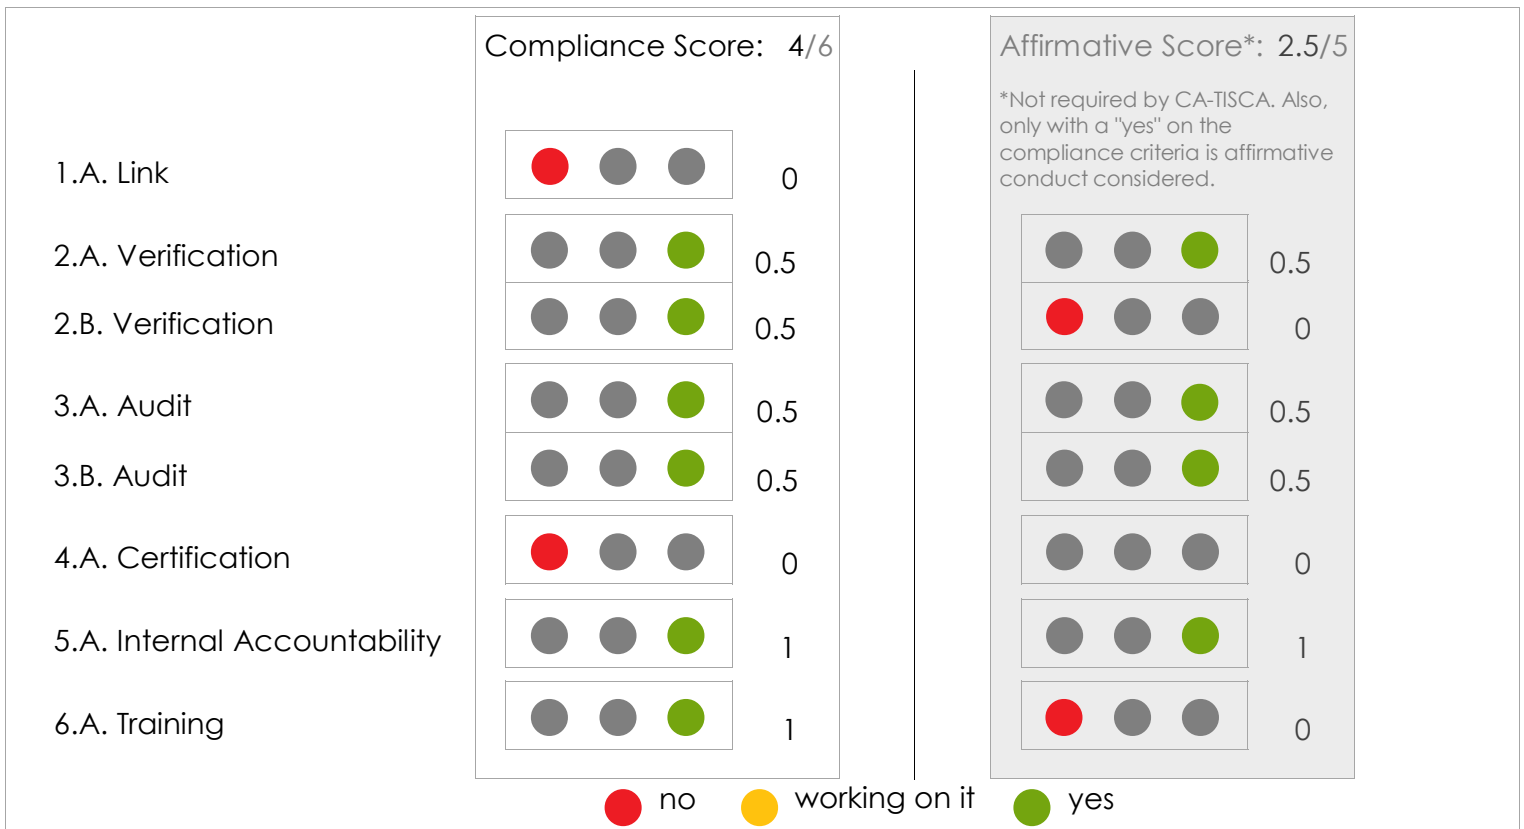 Compliance Score: 4/6
Affirmative Score*: 2.5/5
*Not required by CA-TISCA. Also,
only with a "yes" on the
compliance criteria is affirmative
conduct considered.
1.A. Link 0
2.A. Verification 0.5 0.5
2.B. Verification 0.5 0
3.A. Audit 0.5 0.5
3.B. Audit 0.5 0.5
4.A. Certification 0 0
5.A. Internal Accountability 1 1
6.A. Training 1 0
no working on it yes